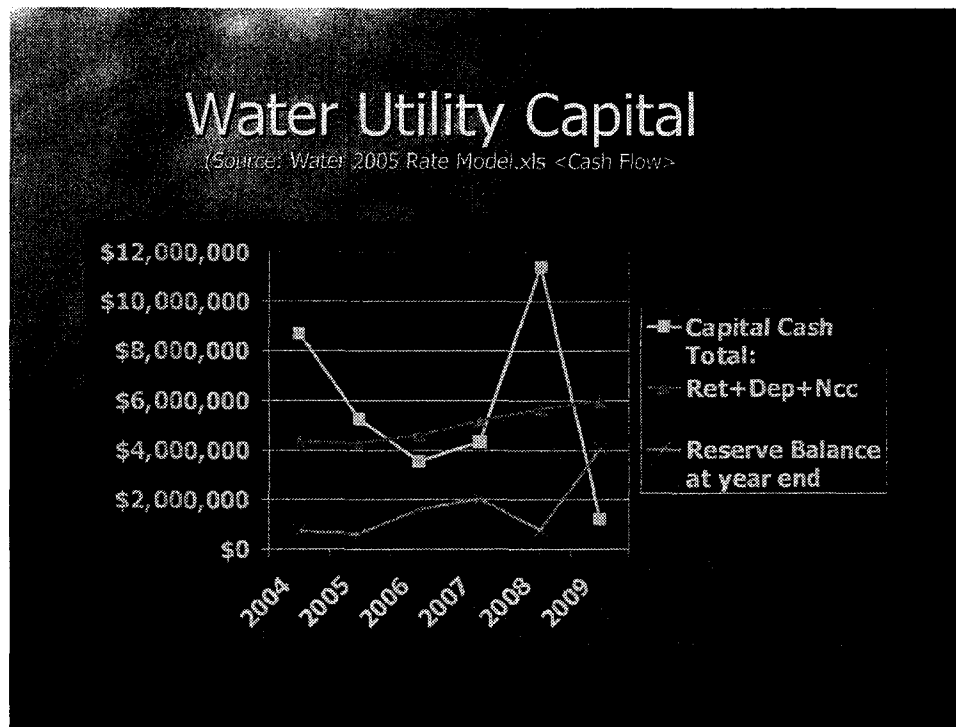 Water Utility Capital
(Source: Water 2005 Rate Model.xls <Cash Flow>
$12,000,000
$10,000,000
$8,000,000
$6,000,000
$4,000,000
$2,000,000
$0
2004
2005
2006
2007
2008
2009
Capital Cash
Total:
Ret+Dep+Ncc
Reserve Balance
at year end